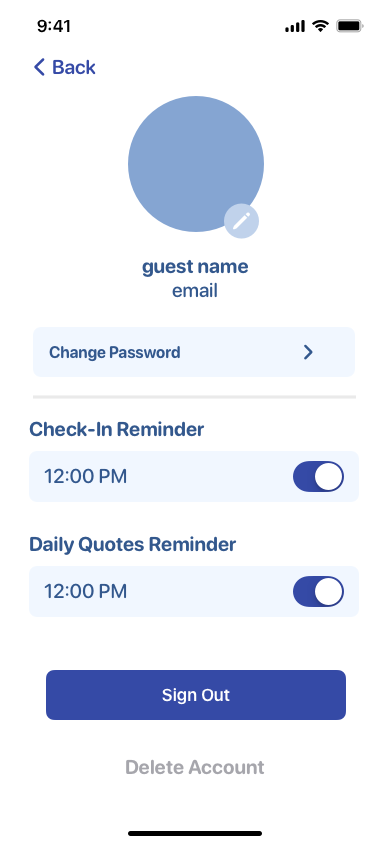 9:41
Back
guest name
email
Change Password
Check-In Reminder
12:00 PM
Daily Quotes Reminder
12:00 PM
Sign Out
Delete Account